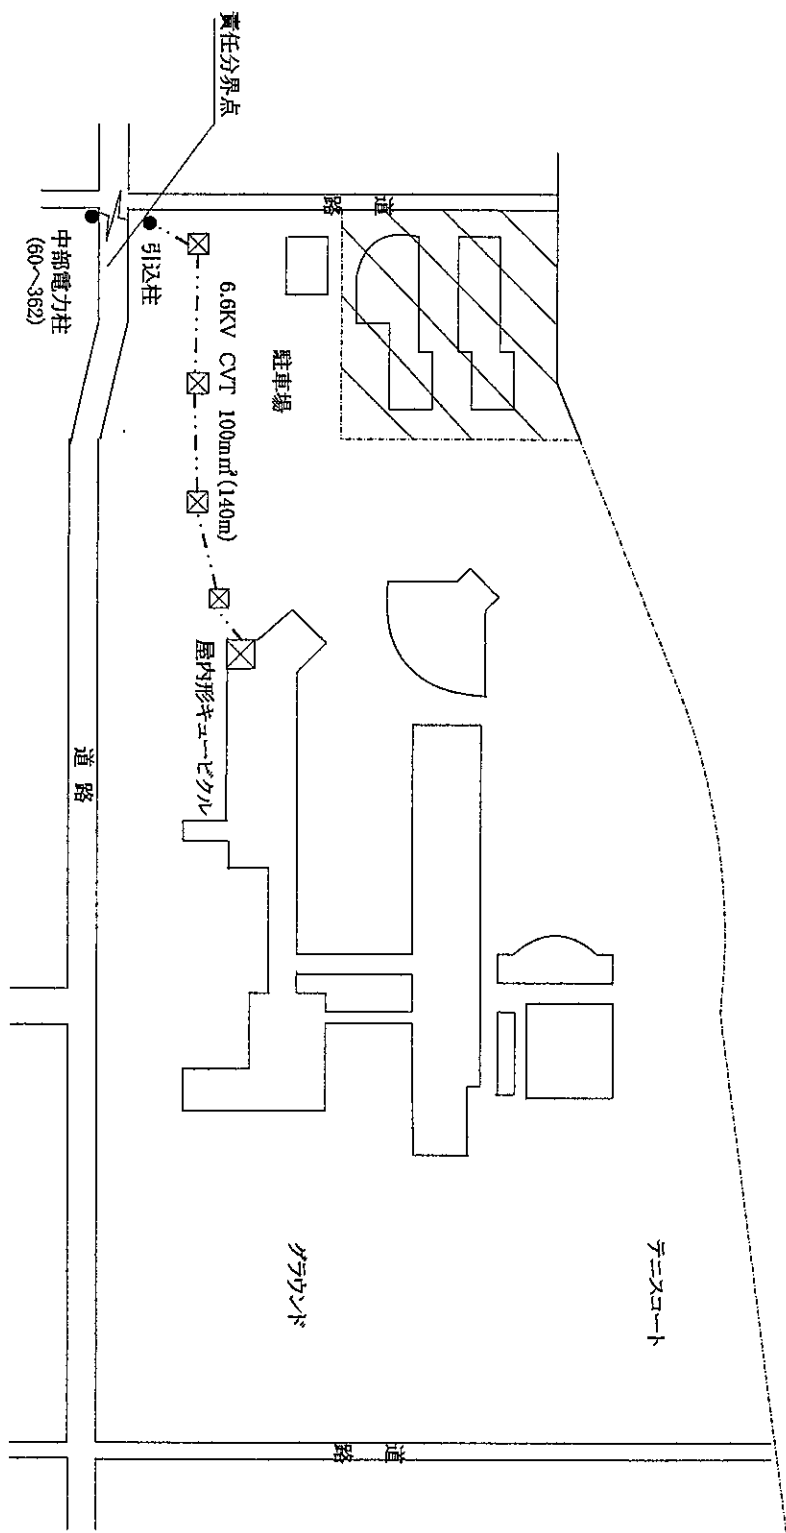 責任分界点
中部電力柱
(60〜362)
引込柱
道路
6.6KV CVT 100mm²(140m)
駐車場
屋内形キュービクル
道路
テニスコート
グラウンド
道路